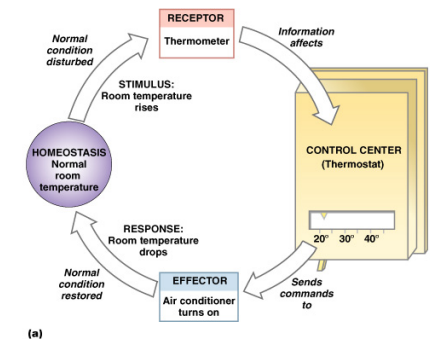 RECEPTOR
Thermometer
Normal
condition
disturbed
Information
affects
STIMULUS:
Room temperature
rises
HOMEOSTASIS
Normal
room
temperature
CONTROL CENTER
(Thermostat)
20° 30° 40°
RESPONSE:
Room temperature
drops
Normal
condition
restored
EFFECTOR
Air conditioner
turns on
Sends
commands
to
(a)